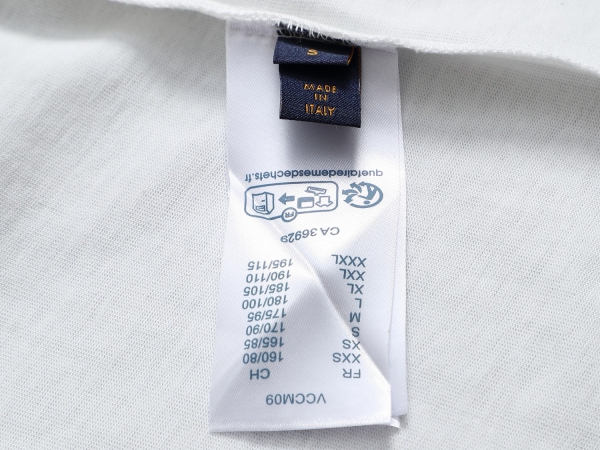 S
MADE
IN
ITALY
VCCM09
FR CH
XXS 160/80
XS 165/85
S 170/90
M 175/95
L 180/100
XL 185/105
XXL 190/110
XXXL 195/115
CA 36929
FR
quefairedemesdechets.fr